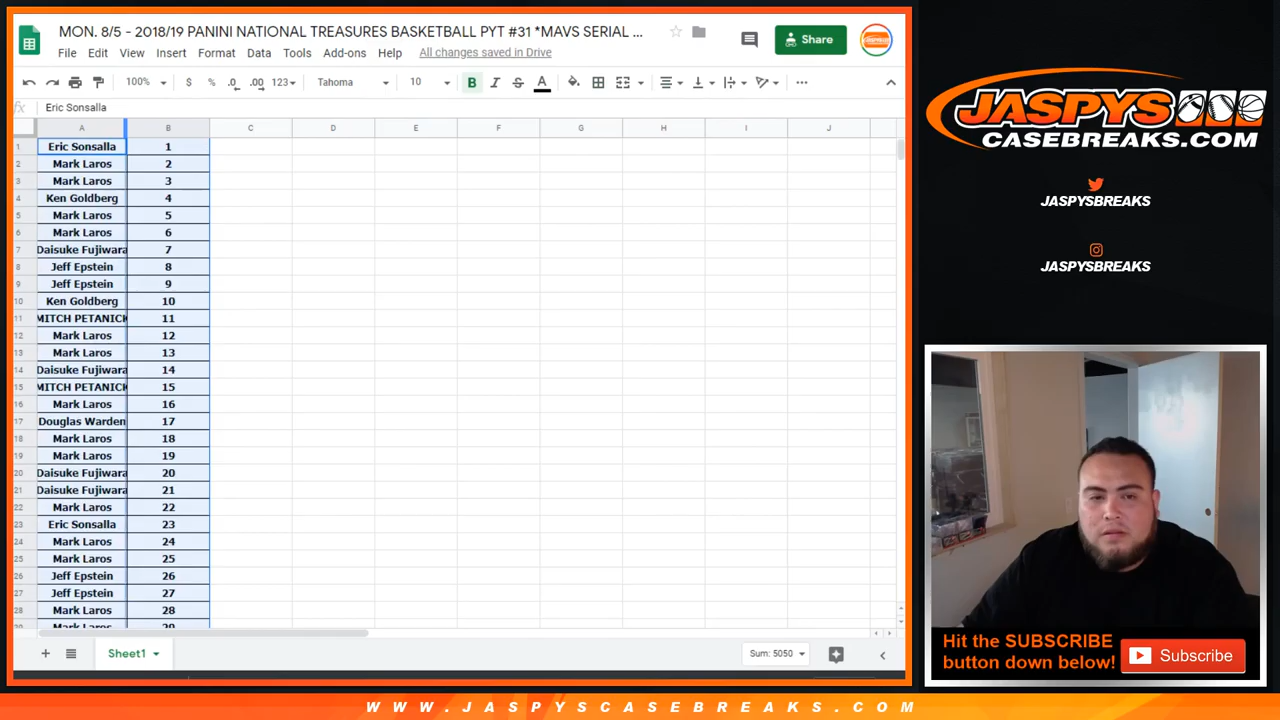 MON. 8/5 - 2018/19 PANINI NATIONAL TREASURES BASKETBALL PYT #31 *MAVS SERIAL ...
Share
File Edit View Insert Format Data Tools Add-ons Help All changes saved in Drive
100% $ % .0 .00 123 Tahoma 10 B I S A ...
fx Eric Sonsalla
A B C D E F G H I J
1 Eric Sonsalla 1
2 Mark Laros 2
3 Mark Laros 3
4 Ken Goldberg 4
5 Mark Laros 5
6 Mark Laros 6
7 Daisuke Fujiwara 7
8 Jeff Epstein 8
9 Jeff Epstein 9
10 Ken Goldberg 10
11 MITCH PETANICK 11
12 Mark Laros 12
13 Mark Laros 13
14 Daisuke Fujiwara 14
15 MITCH PETANICK 15
16 Mark Laros 16
17 Douglas Warden 17
18 Mark Laros 18
19 Mark Laros 19
20 Daisuke Fujiwara 20
21 Daisuke Fujiwara 21
22 Mark Laros 22
23 Eric Sonsalla 23
24 Mark Laros 24
25 Mark Laros 25
26 Jeff Epstein 26
27 Jeff Epstein 27
28 Mark Laros 28
29 Mark Laros 29
Sheet1
Sum: 5050
JASPYS
CASEBREAKS.COM
JASPYSBREAKS
JASPYSBREAKS
Hit the SUBSCRIBE
button down below!
Subscribe
WWW.JASPYSCASEBREAKS.COM